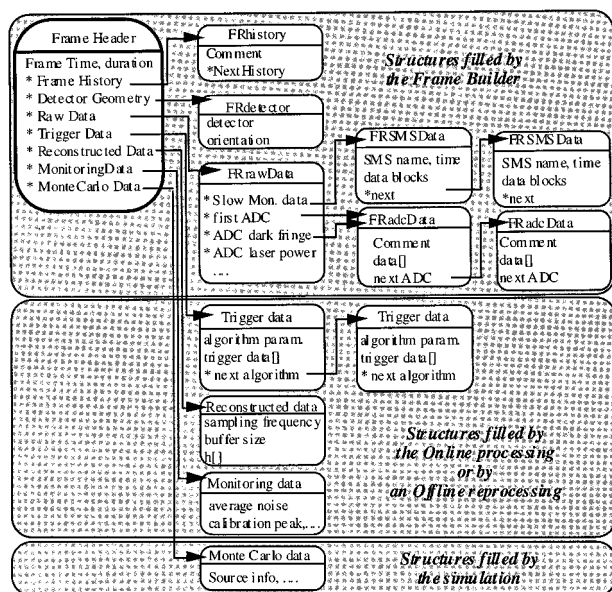 Frame Header
Frame Time, duration
* Frame History
* Detector Geometry
* Raw Data
* Trigger Data
* Reconstructed Data
* MonitoringData
* MonteCarlo Data
FRhistory
Comment
*NextHistory
Structures filled by
the Frame Builder
FRdetector
detector
orientation
FRrawData
*Slow Mon. data
* first ADC
* ADC dark fringe
* ADC laser power
....
FRSMSData
SMS name, time
data blocks
*next
FRSMSData
SMS name, time
data blocks
*next
FRadcData
Comment
data[]
next ADC
FRadcData
Comment
data[]
next ADC
Trigger data
algorithm param.
trigger data[]
* next algorithm
Trigger data
algorithm param.
trigger data[]
* next algorithm
Reconstructed data
sampling frequency
buffer size
h[]
Structures filled by
the Online processing
or by
an Offline reprocessing
Monitoring data
average noise
calibration peak,....
Monte Carlo data
Source info, ....
Structures filled by
the simulation